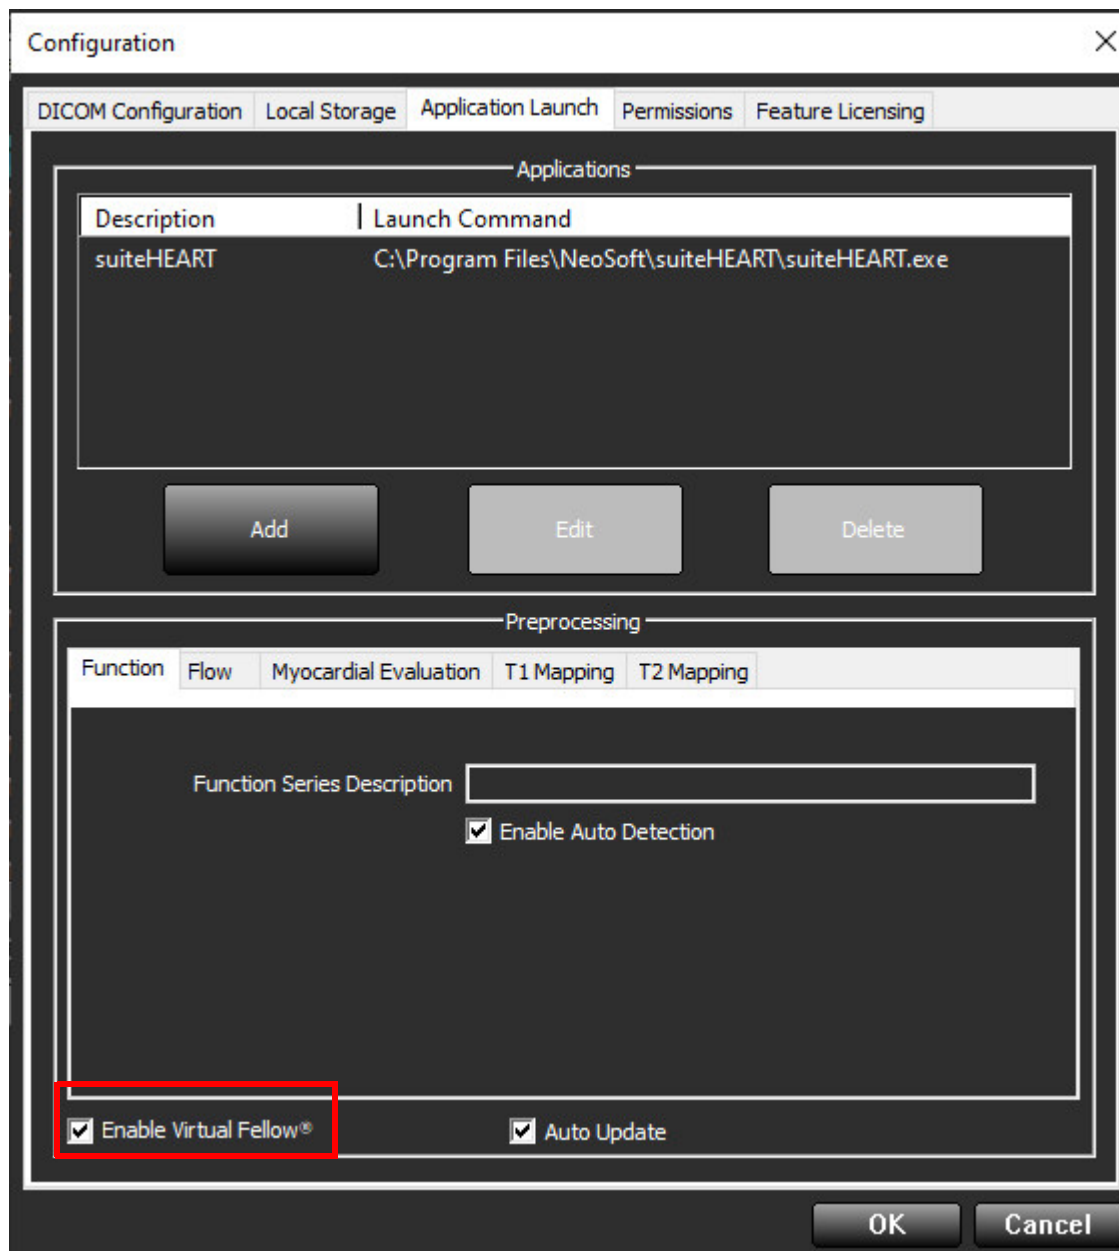 Configuration
DICOM Configuration Local Storage Application Launch Permissions Feature Licensing
Applications
Description Launch Command
suiteHEART C:\Program Files\NeoSoft\suiteHEART\suiteHEART.exe
Add Edit Delete
Preprocessing
Function Flow Myocardial Evaluation T1 Mapping T2 Mapping
Function Series Description
Enable Auto Detection
Enable Virtual Fellow® Auto Update
OK Cancel